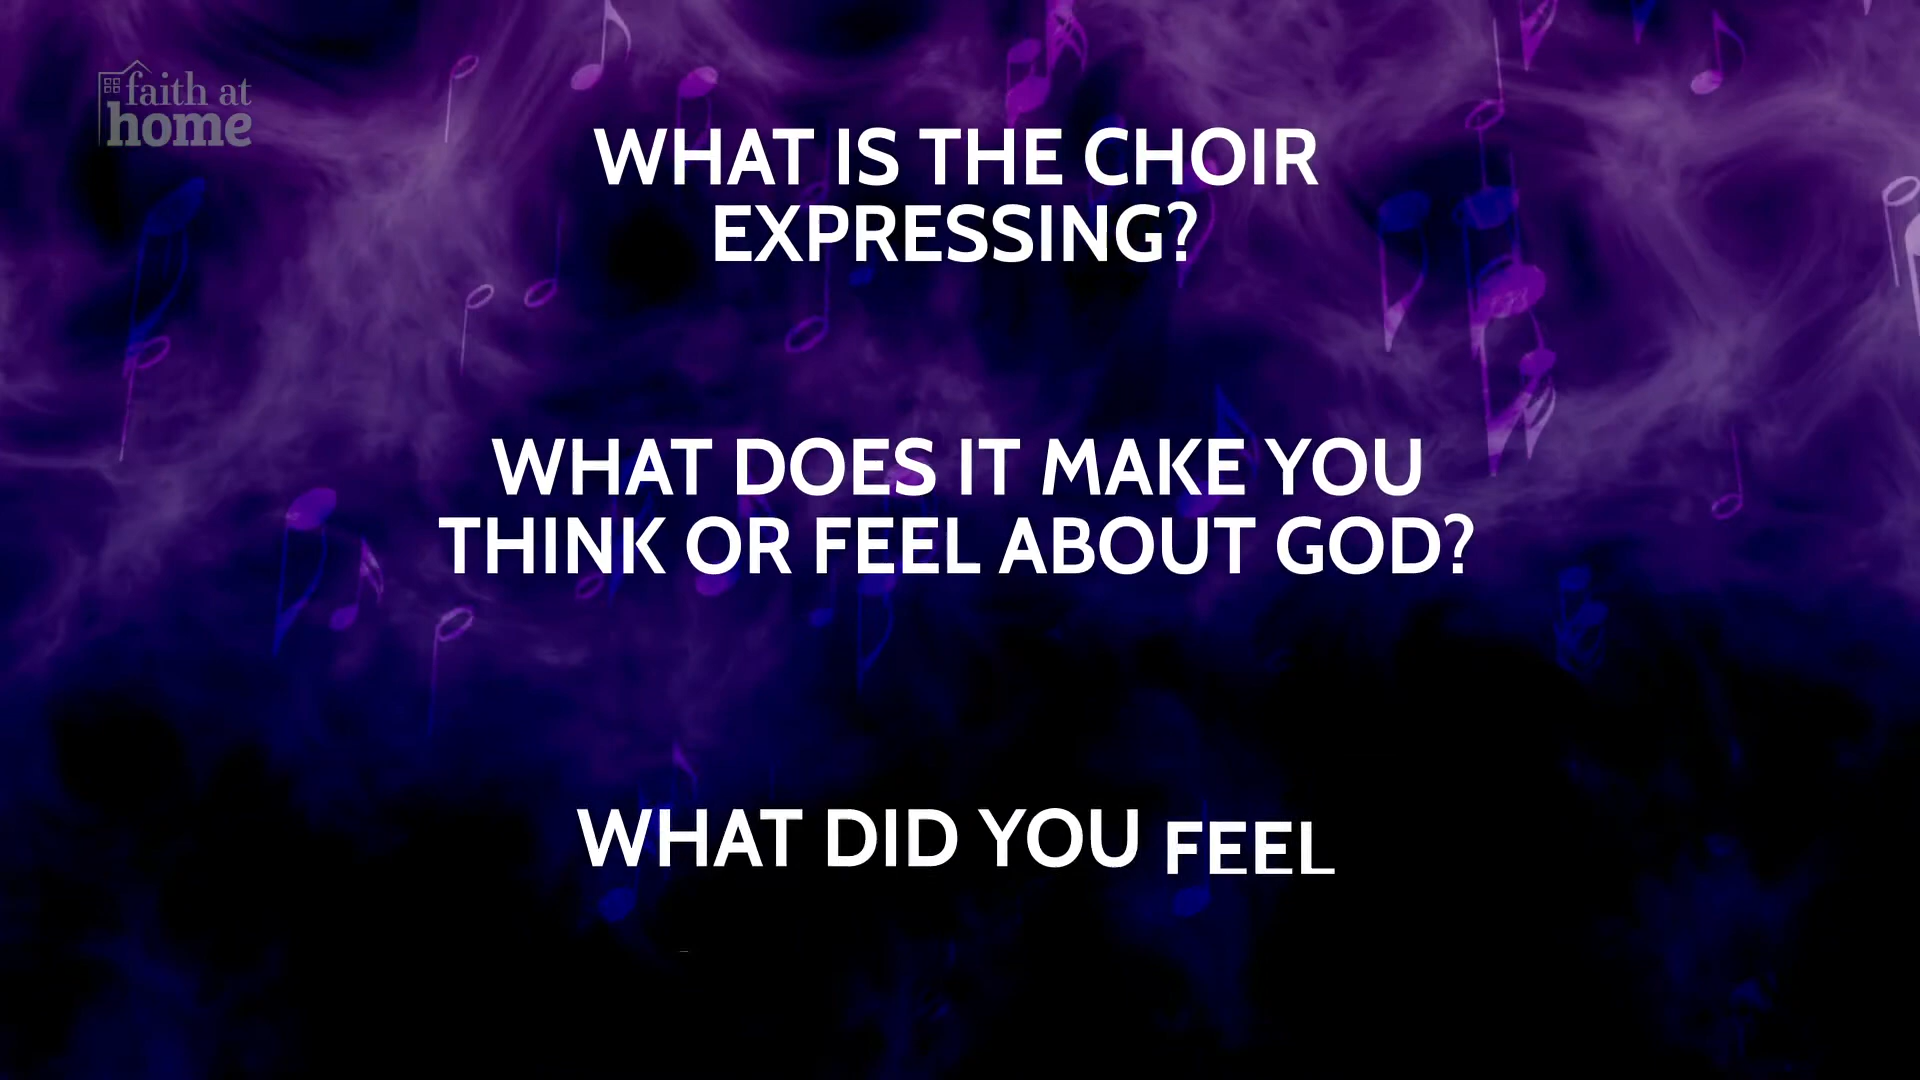 faith at
home
WHAT IS THE CHOIR
EXPRESSING?
WHAT DOES IT MAKE YOU
THINK OR FEEL ABOUT GOD?
WHAT DID YOU FEEL